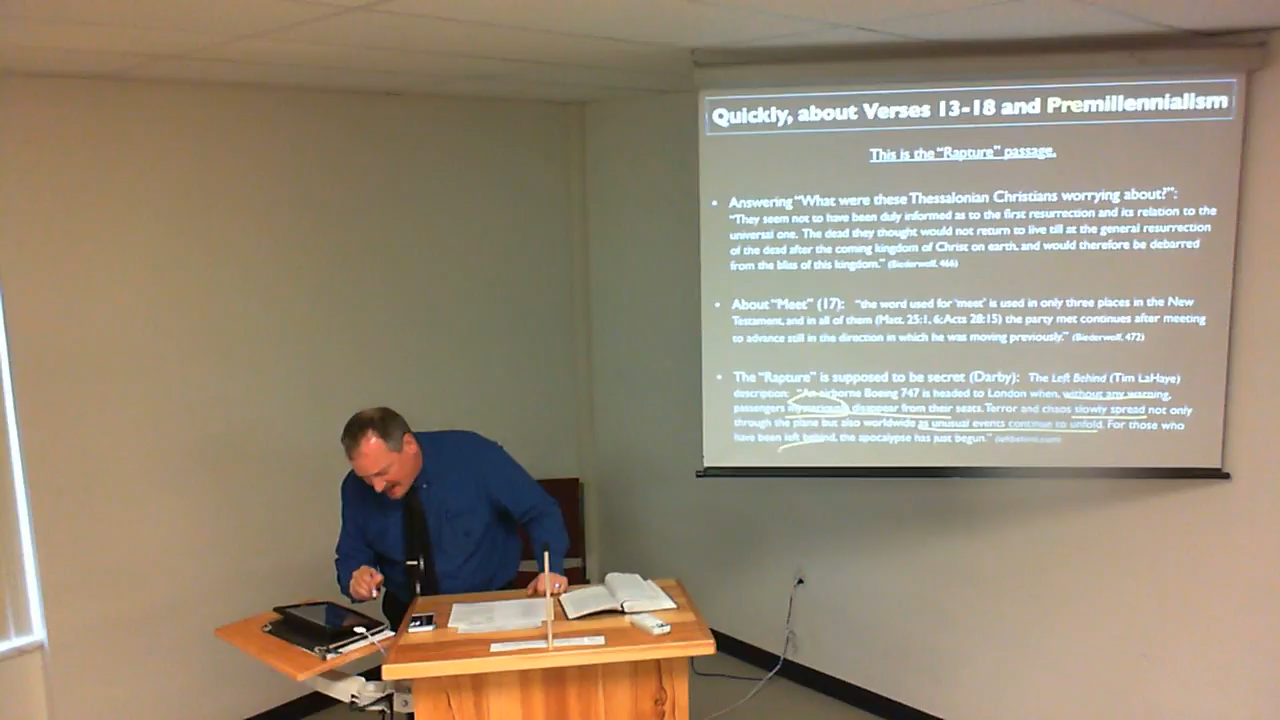 Quickly, about Verses 13-18 and Premillennialism
This is the "Rapture" passage.
• Answering "What were these Thessalonian Christians worrying about?":
"They seem not to have been duly informed as to the first resurrection and its relation to the
universal one. The dead they thought would not return to live till at the general resurrection
of the dead after the coming kingdom of Christ on earth, and would therefore be debarred
from the bliss of this kingdom." (Biederwolf, 466)
• About "Meet" (17): "the word used for 'meet' is used in only three places in the New
Testament, and in all of them (Matt. 25:1, 6; Acts 28:15) the party met continues after meeting
to advance still in the direction in which he was moving previously." (Biederwolf, 472)
• The "Rapture" is supposed to be secret (Darby): The Left Behind (Tim LaHaye)
description: "An airborne Boeing 747 is headed to London when, without any warning,
passengers mysteriously disappear from their seats. Terror and chaos slowly spread not only
through the plane but also worldwide as unusual events continue to unfold. For those who
have been left behind, the apocalypse has just begun." (leftbehind.com)